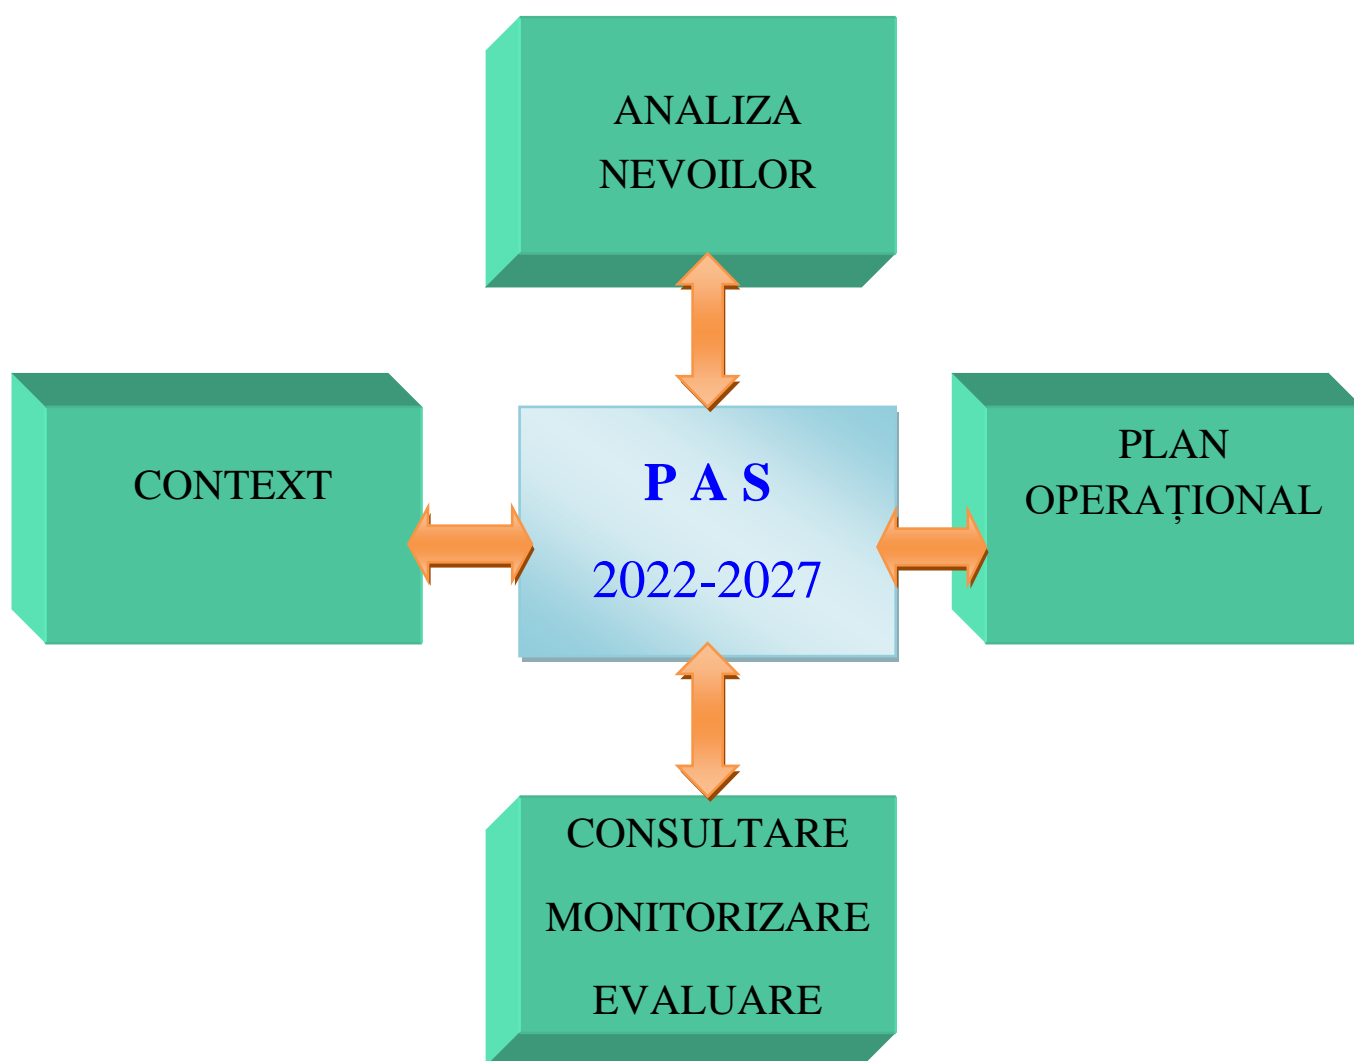 ANALIZA
NEVOILOR
CONTEXT
P A S
2022-2027
PLAN
OPERAȚIONAL
CONSULTARE
MONITORIZARE
EVALUARE